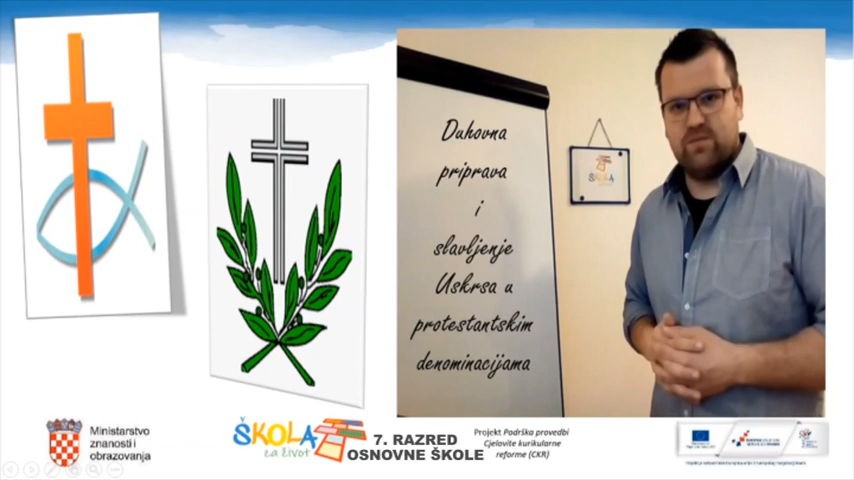 Duhovna
priprava
i
slavljenje
Uskrsa u
protestantskim
denominacijama
ŠKOLA
Ministarstvo
znanosti i
obrazovanja
ŠKOLA
za život
7. RAZRED
OSNOVNE ŠKOLE
Projekt Podrška provedbi
Cjelovite kurikularne
reforme (CKR)